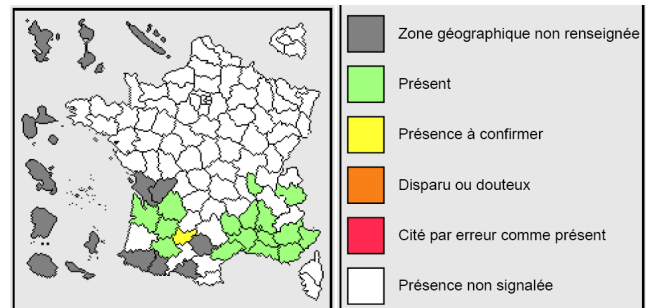 Zone géographique non renseignée
Présent
Présence à confirmer
Disparu ou douteux
Cité par erreur comme présent
Présence non signalée